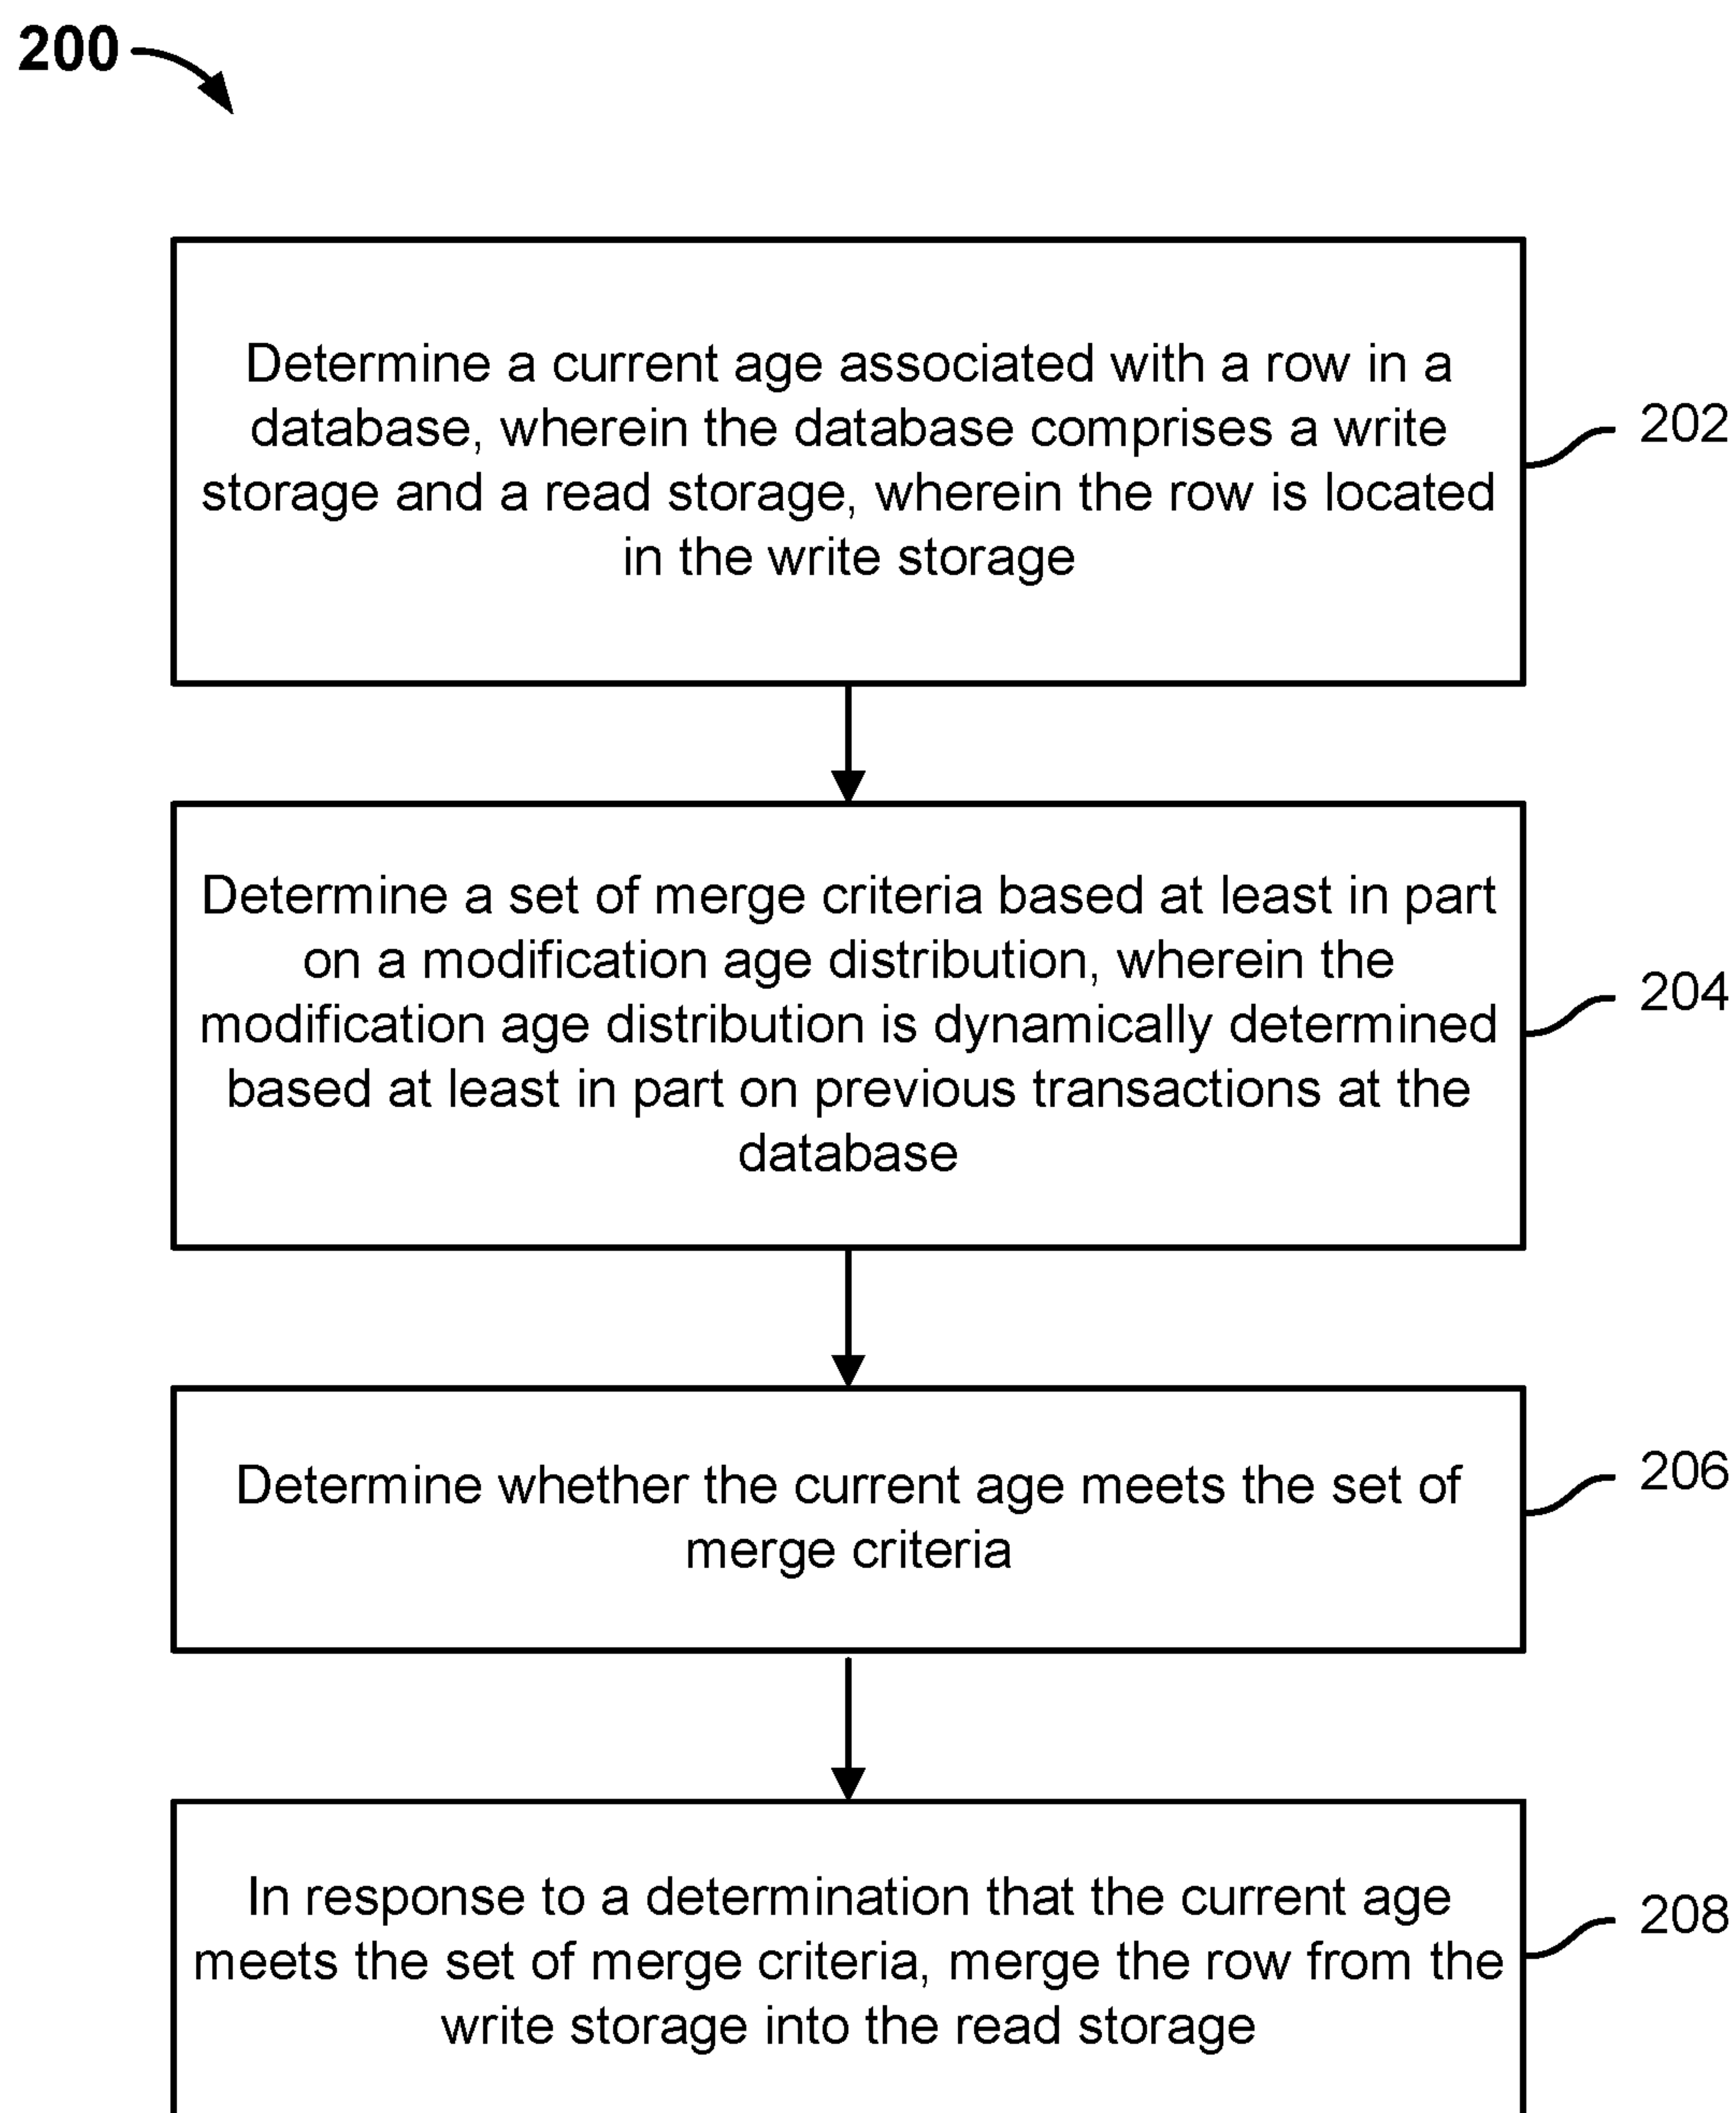 200
Determine a current age associated with a row in a
database, wherein the database comprises a write
storage and a read storage, wherein the row is located
in the write storage
202
Determine a set of merge criteria based at least in part
on a modification age distribution, wherein the
modification age distribution is dynamically determined
based at least in part on previous transactions at the
database
204
Determine whether the current age meets the set of
merge criteria
206
In response to a determination that the current age
meets the set of merge criteria, merge the row from the
write storage into the read storage
208